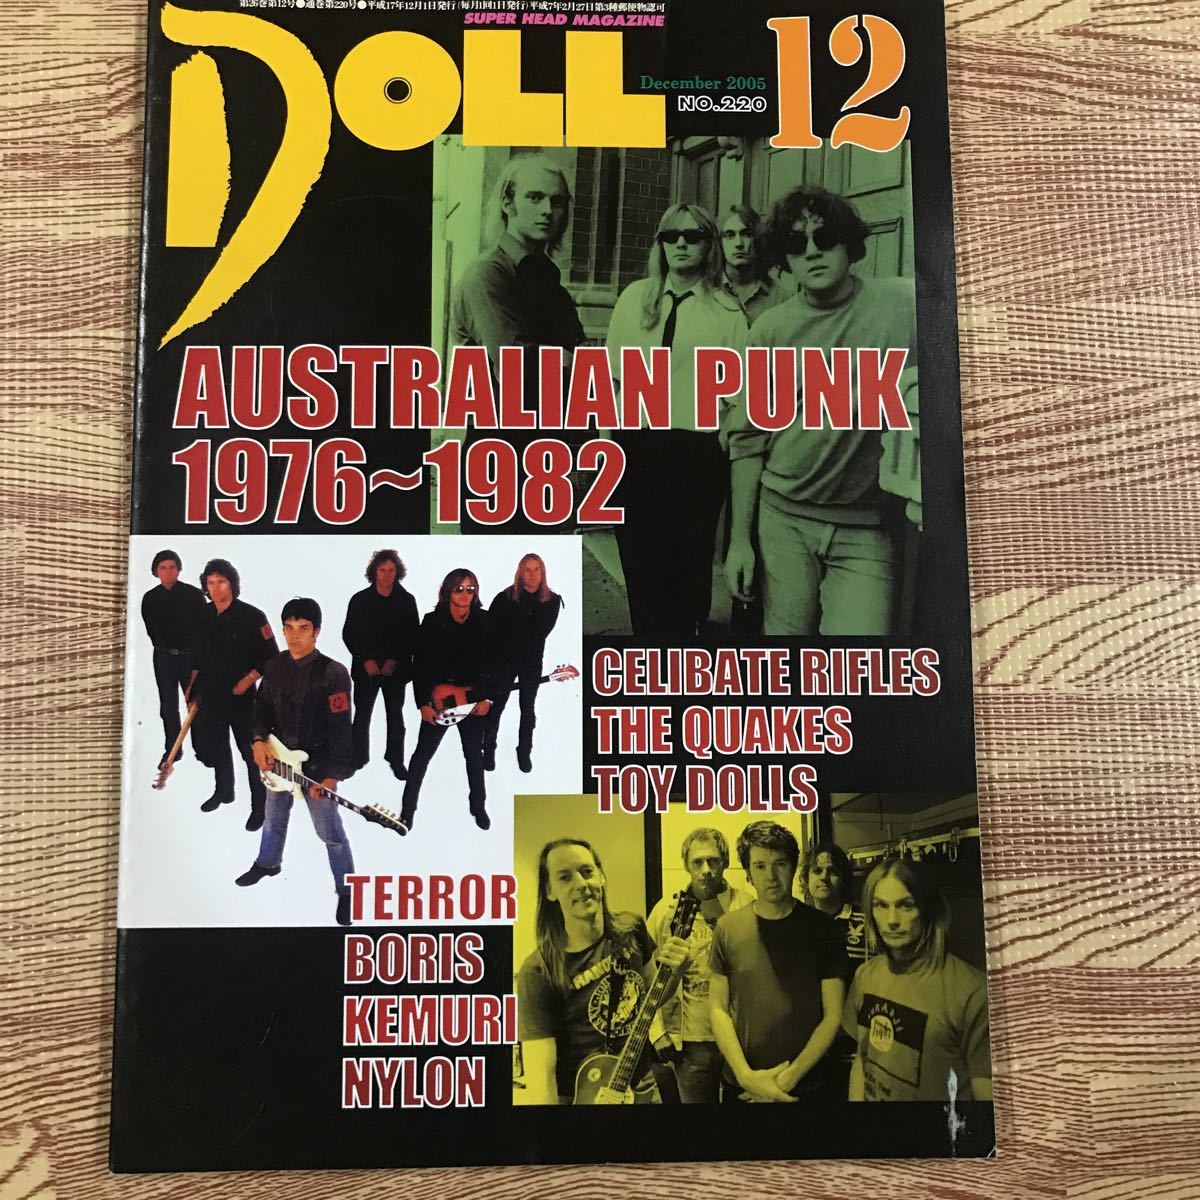 第26巻第12号●通巻第220号●平成17年12月1日発行(毎月1回1日発行)平成7年2月27日第3種郵便物認可
SUPER HEAD MAGAZINE
DOLL
December 2005
NO.220
12
AUSTRALIAN PUNK
1976~1982
CELIBATE RIFLES
THE QUAKES
TOY DOLLS
TERROR
BORIS
KEMURI
NYLON